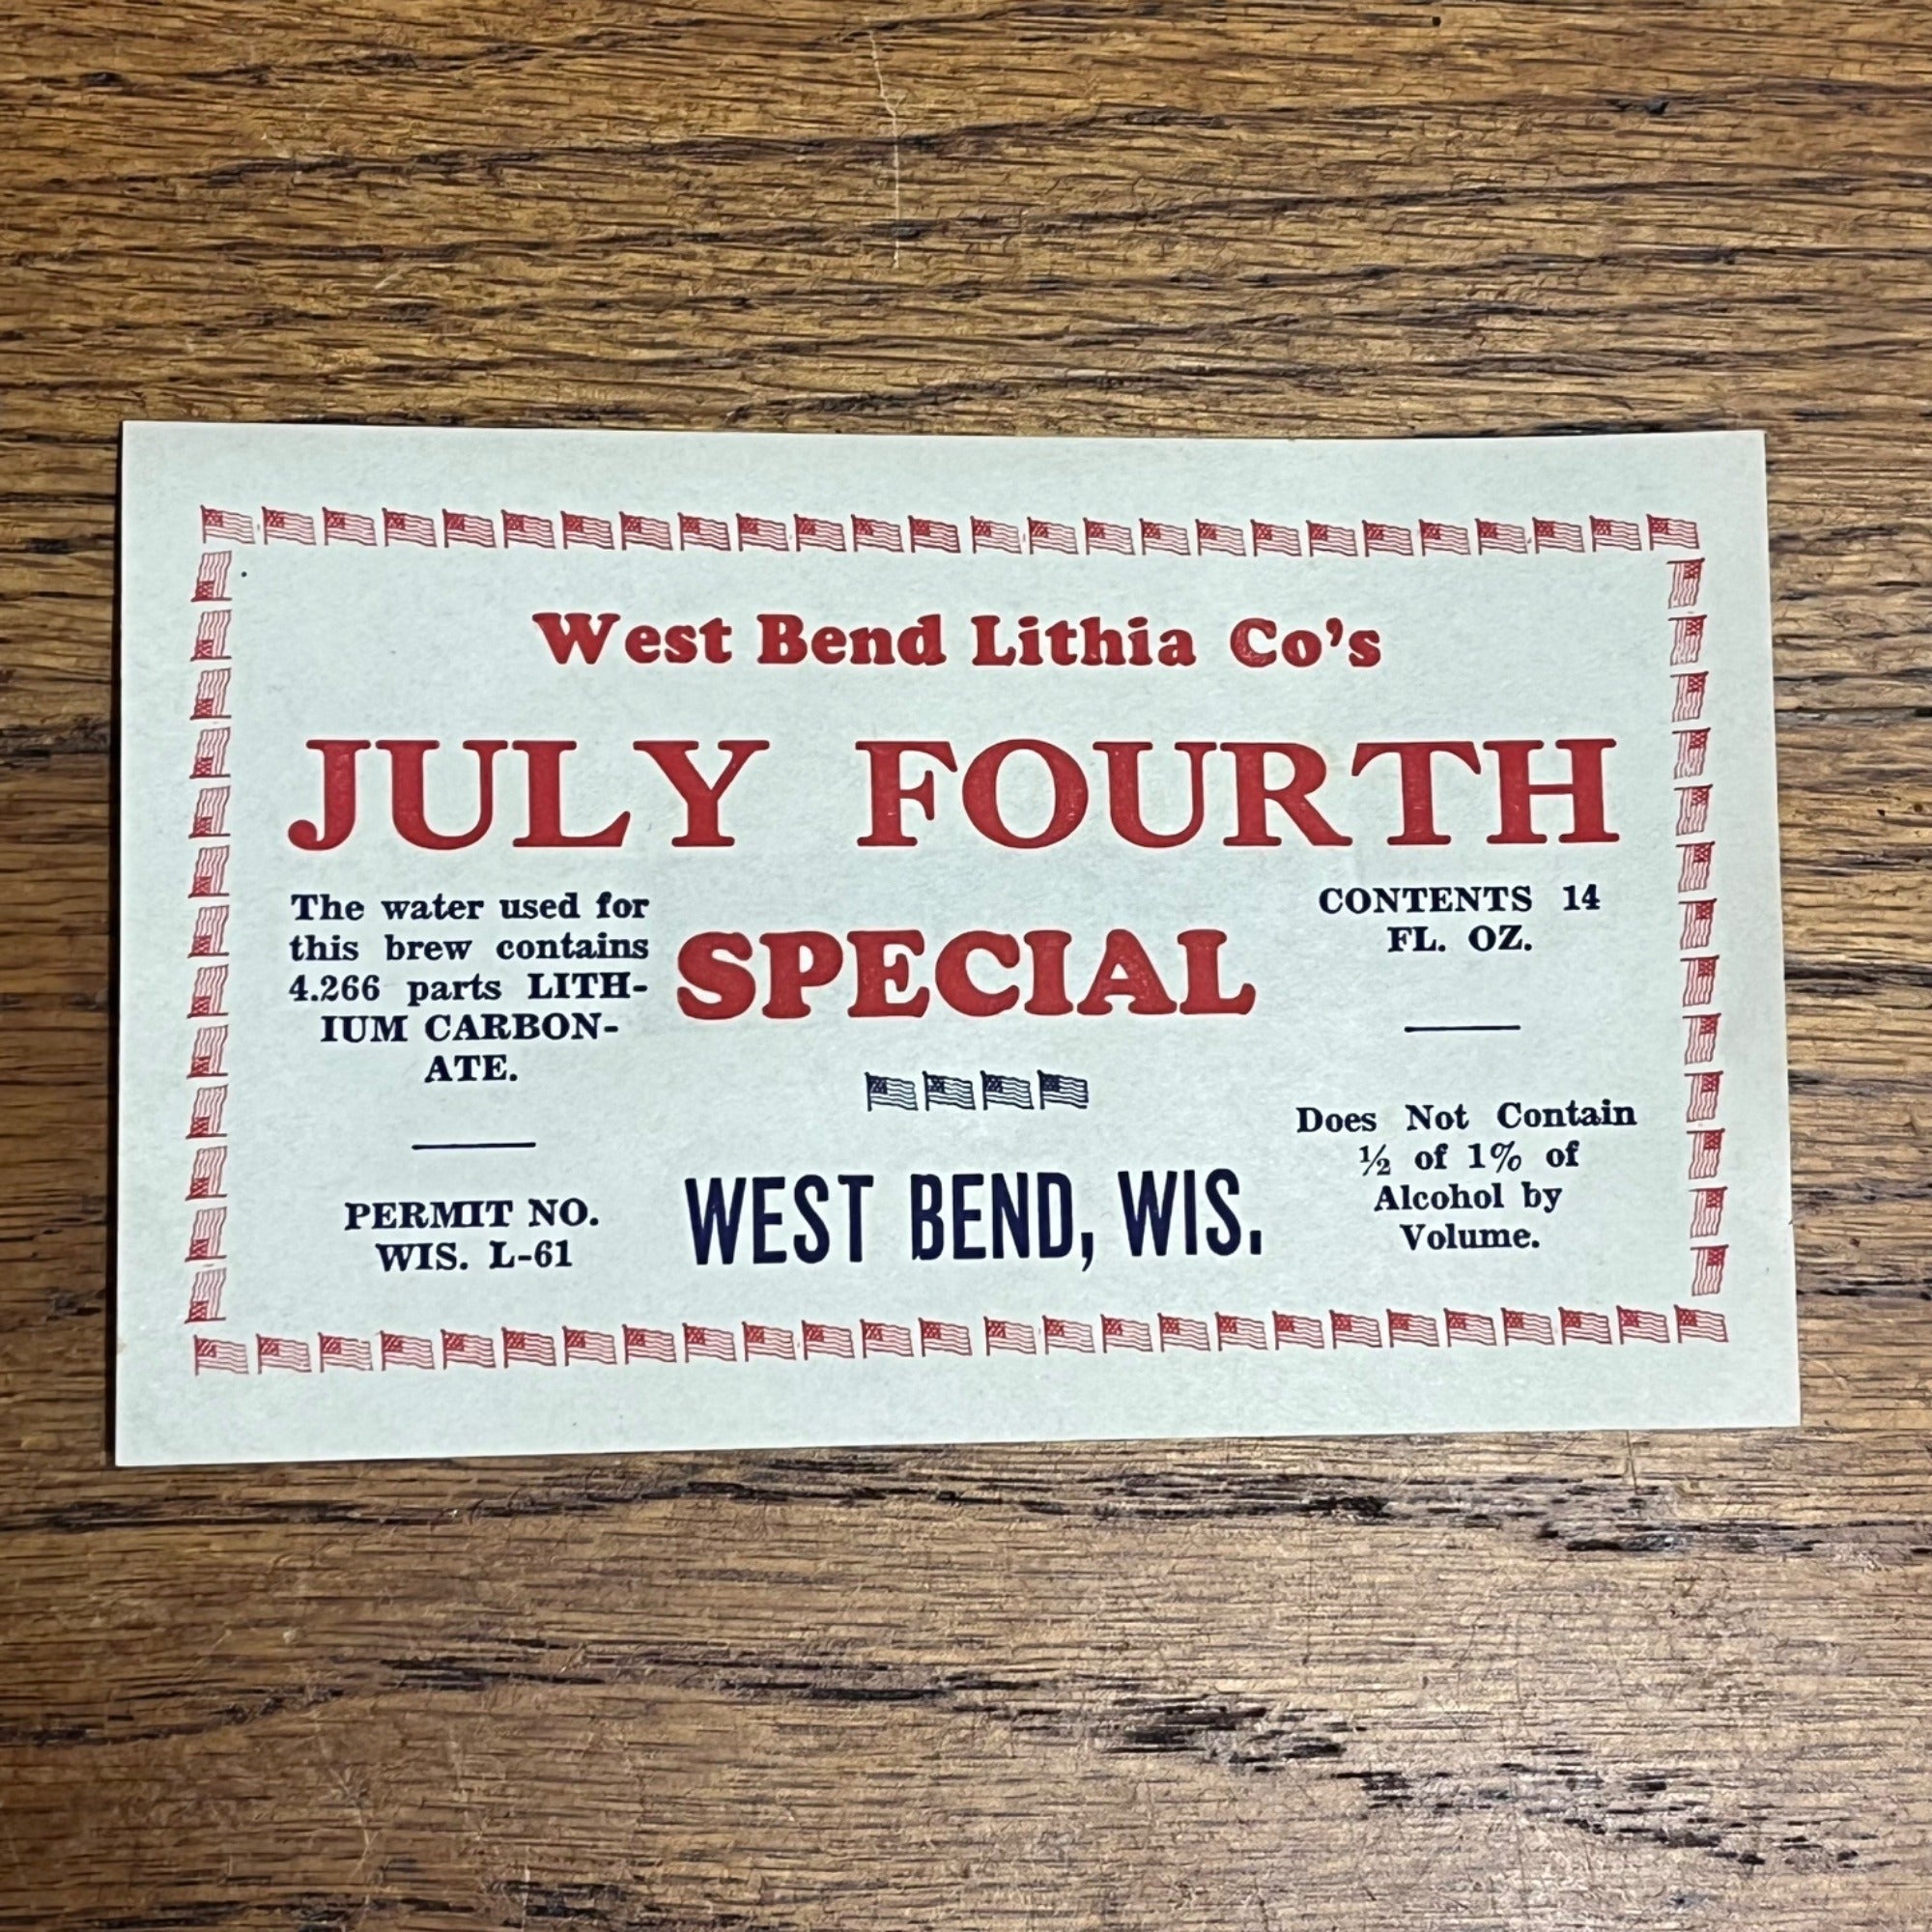 West Bend Lithia Co's
JULY FOURTH
The water used for
this brew contains
4.266 parts LITH-
IUM CARBON-
ATE.
PERMIT NO.
WIS. L-61
SPECIAL
WEST BEND, WIS.
CONTENTS 14
FL. OZ.
Does Not Contain
½ of 1% of
Alcohol by
Volume.